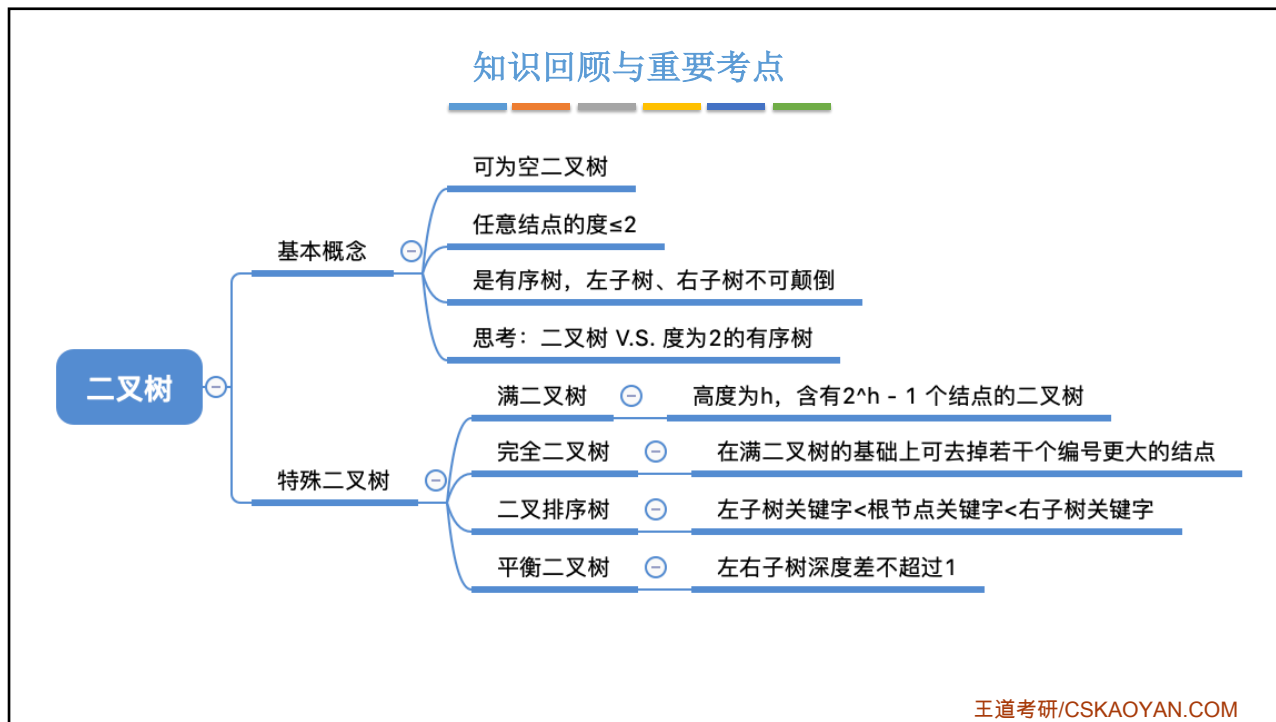 知识回顾与重要考点
二叉树
基本概念
可为空二叉树
任意结点的度≤2
是有序树，左子树、右子树不可颠倒
思考：二叉树 V.S. 度为2的有序树
特殊二叉树
满二叉树
高度为h，含有2^h - 1 个结点的二叉树
完全二叉树
在满二叉树的基础上可去掉若干个编号更大的结点
二叉排序树
左子树关键字<根节点关键字<右子树关键字
平衡二叉树
左右子树深度差不超过1
王道考研/CSKAOYAN.COM